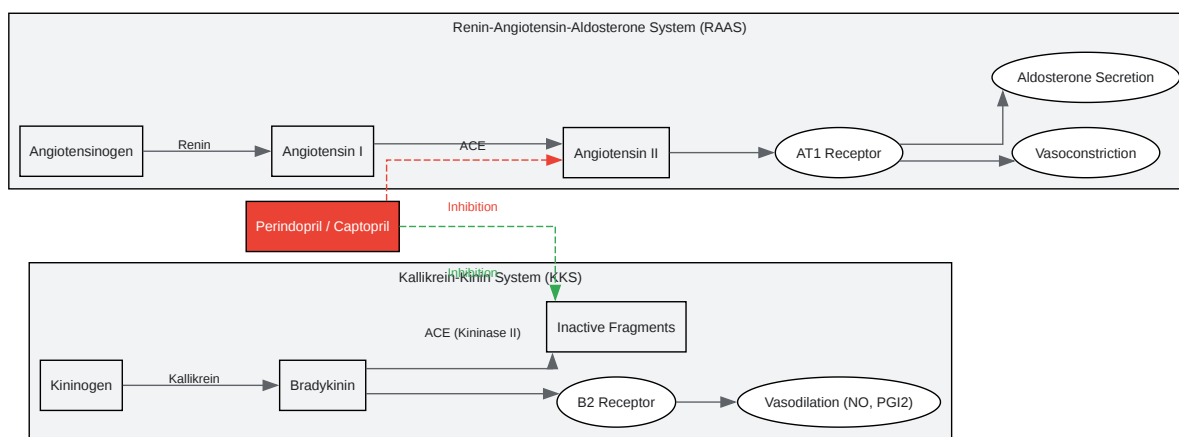 Renin-Angiotensin-Aldosterone System (RAAS)
Aldosterone Secretion
Angiotensinogen
Renin
Angiotensin I
ACE
Angiotensin II
AT1 Receptor
Vasoconstriction
Perindopril / Captopril
Inhibition
Inhibition
Kallikrein-Kinin System (KKS)
Inactive Fragments
ACE (Kininase II)
Kininogen
Kallikrein
Bradykinin
B2 Receptor
Vasodilation (NO, PGI2)